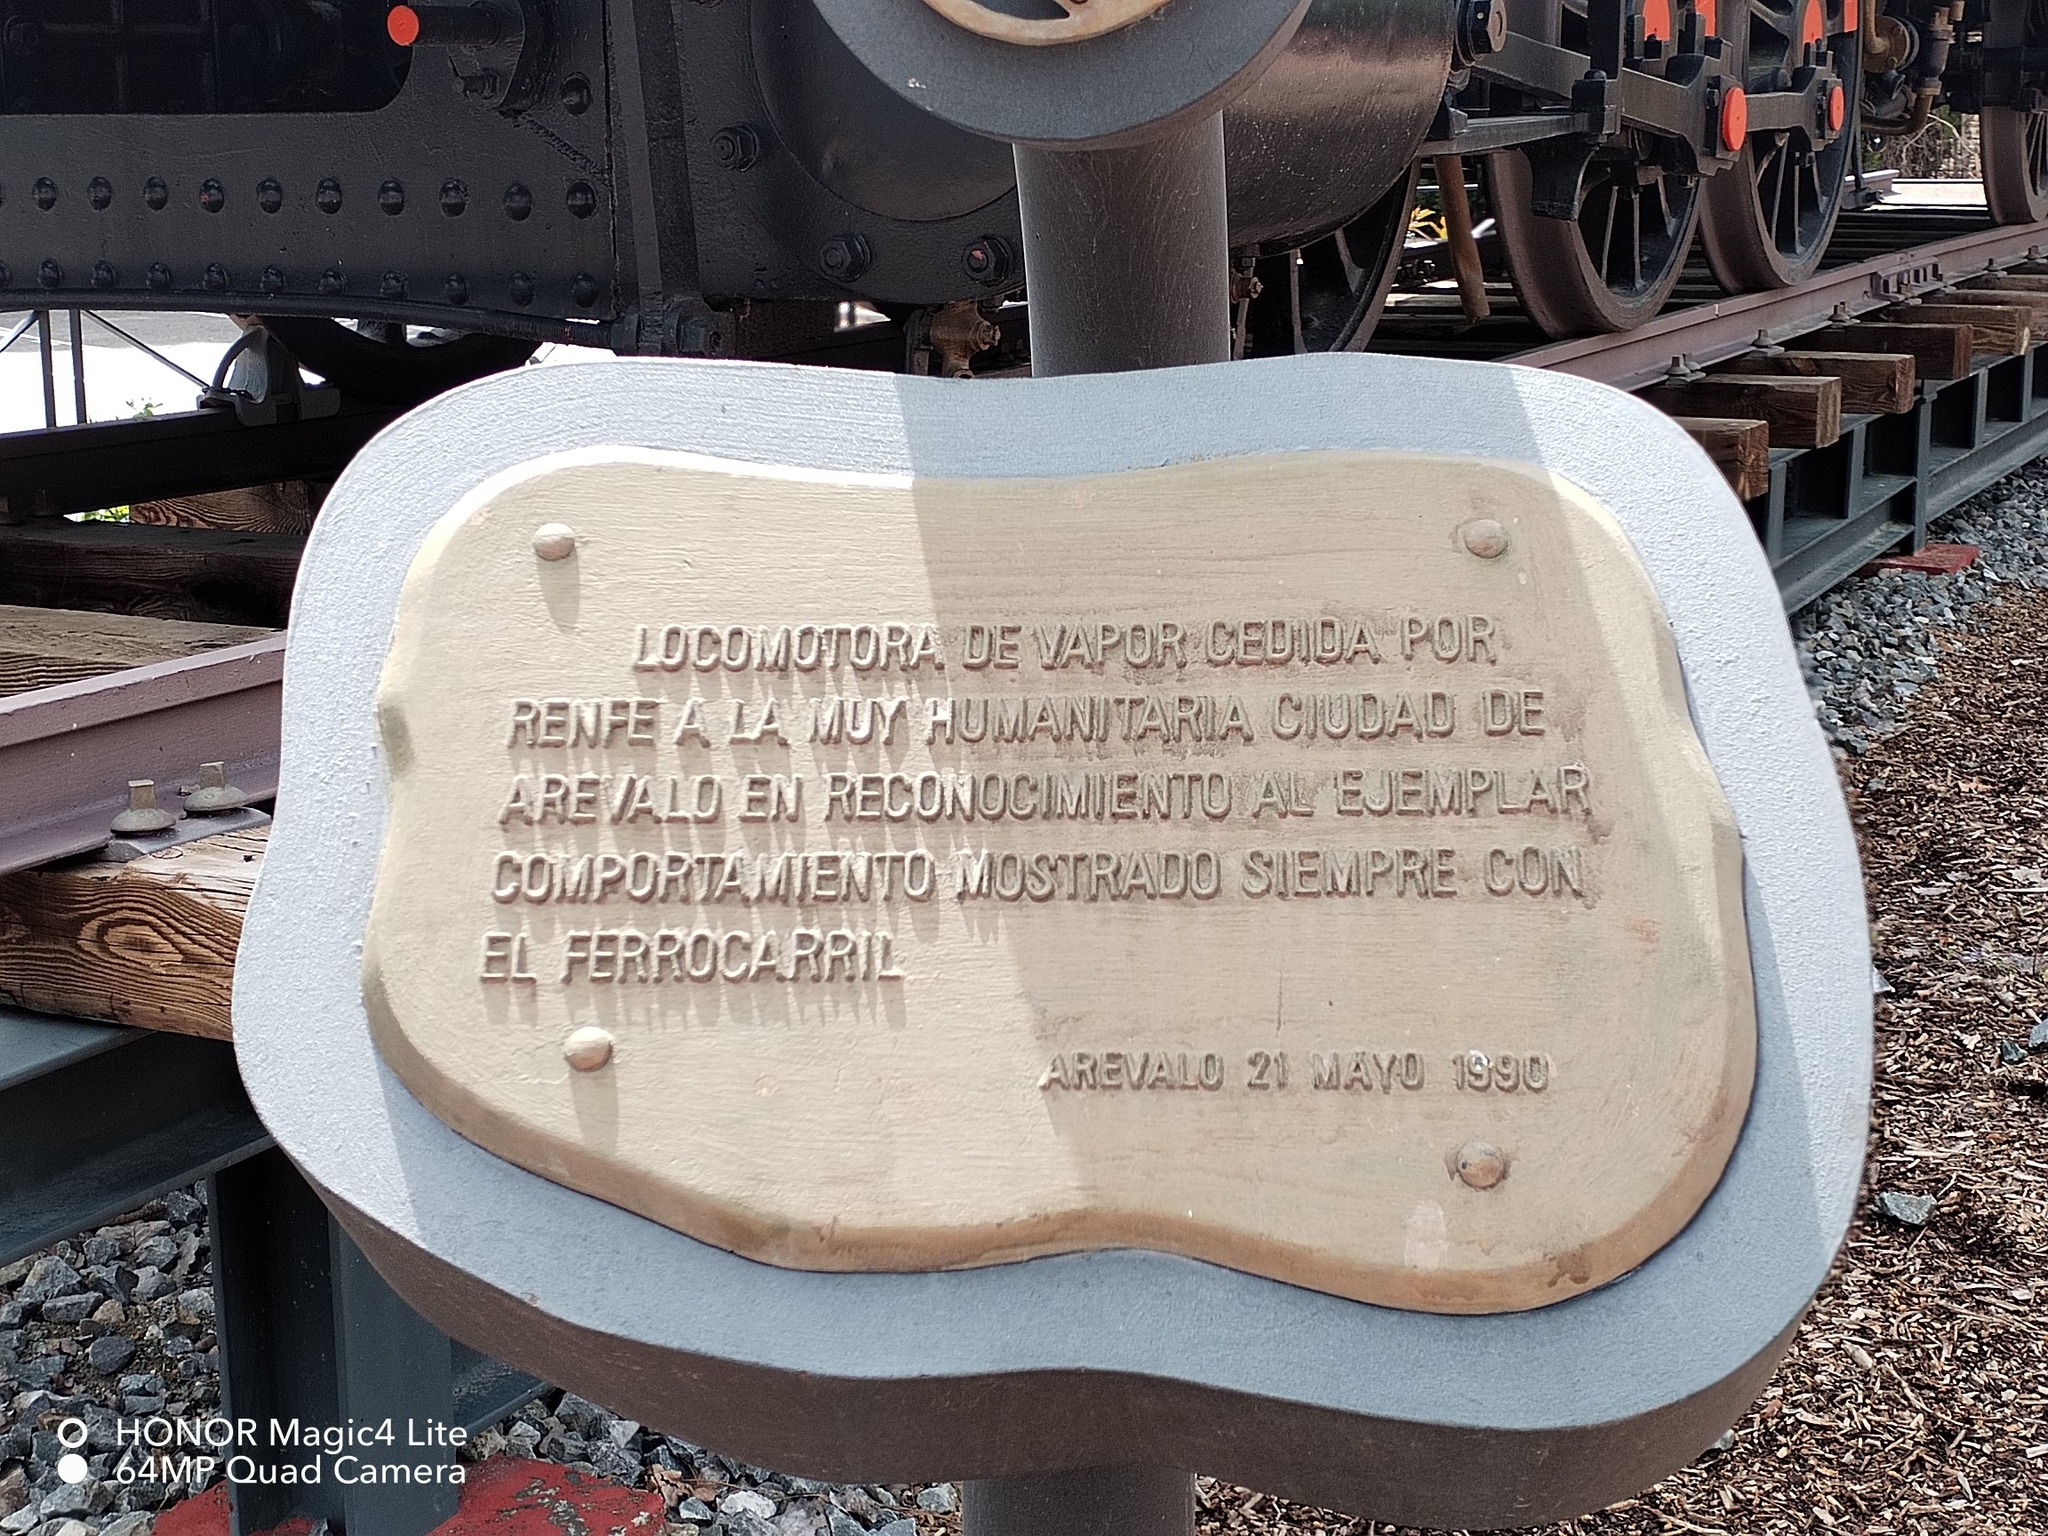 LOCOMOTORA DE VAPOR CEDIDA POR
RENFE A LA MUY HUMANITARIA CIUDAD DE
AREVALO EN RECONOCIMIENTO AL EJEMPLAR
COMPORTAMIENTO MOSTRADO SIEMPRE CON
EL FERROCARRIL
AREVALO 21 MAYO 1990
HONOR Magic4 Lite
64MP Quad Camera